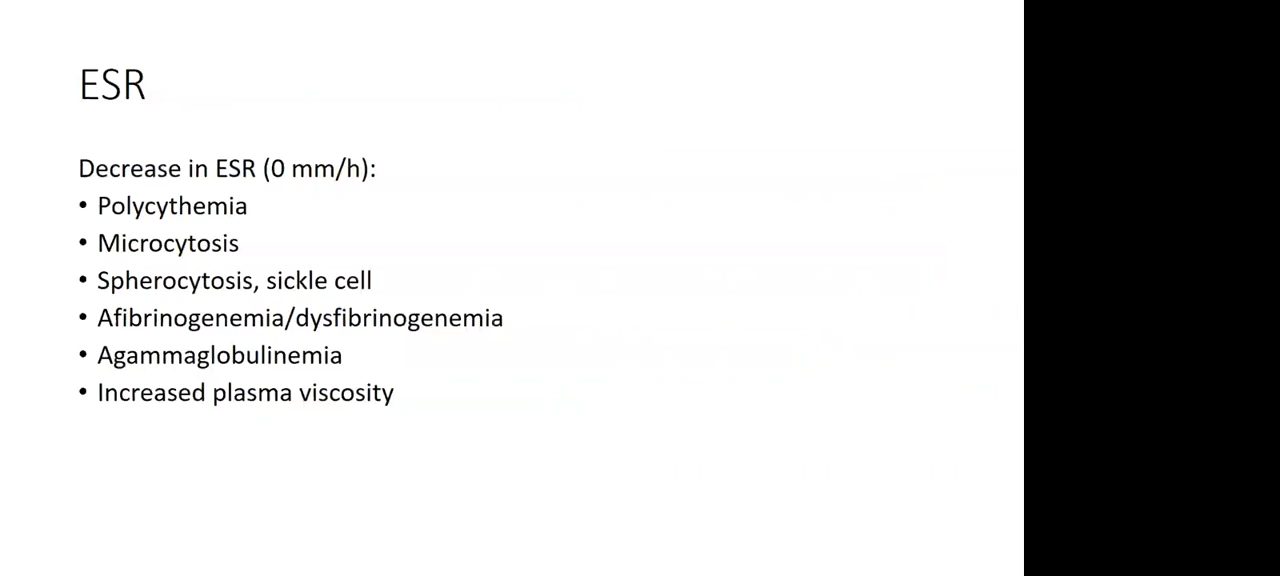 ESR
Decrease in ESR (0 mm/h):
• Polycythemia
• Microcytosis
• Spherocytosis, sickle cell
• Afibrinogenemia/dysfibrinogenemia
• Agammaglobulinemia
• Increased plasma viscosity